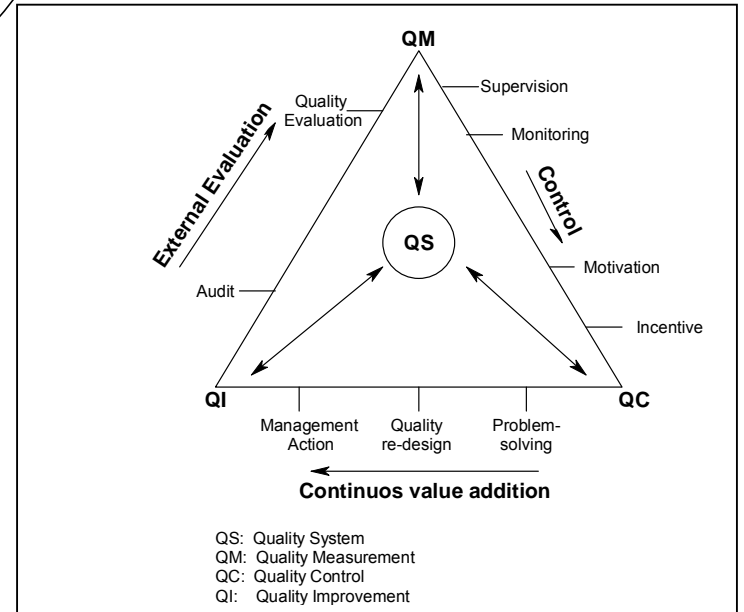 QM
Supervision
Quality
Evaluation
Monitoring
External Evaluation
Control
QS
Motivation
Audit
Incentive
QI
QC
Management
Action
Quality
re-design
Problem-
solving
Continuos value addition
QS: Quality System
QM: Quality Measurement
QC: Quality Control
QI: Quality Improvement